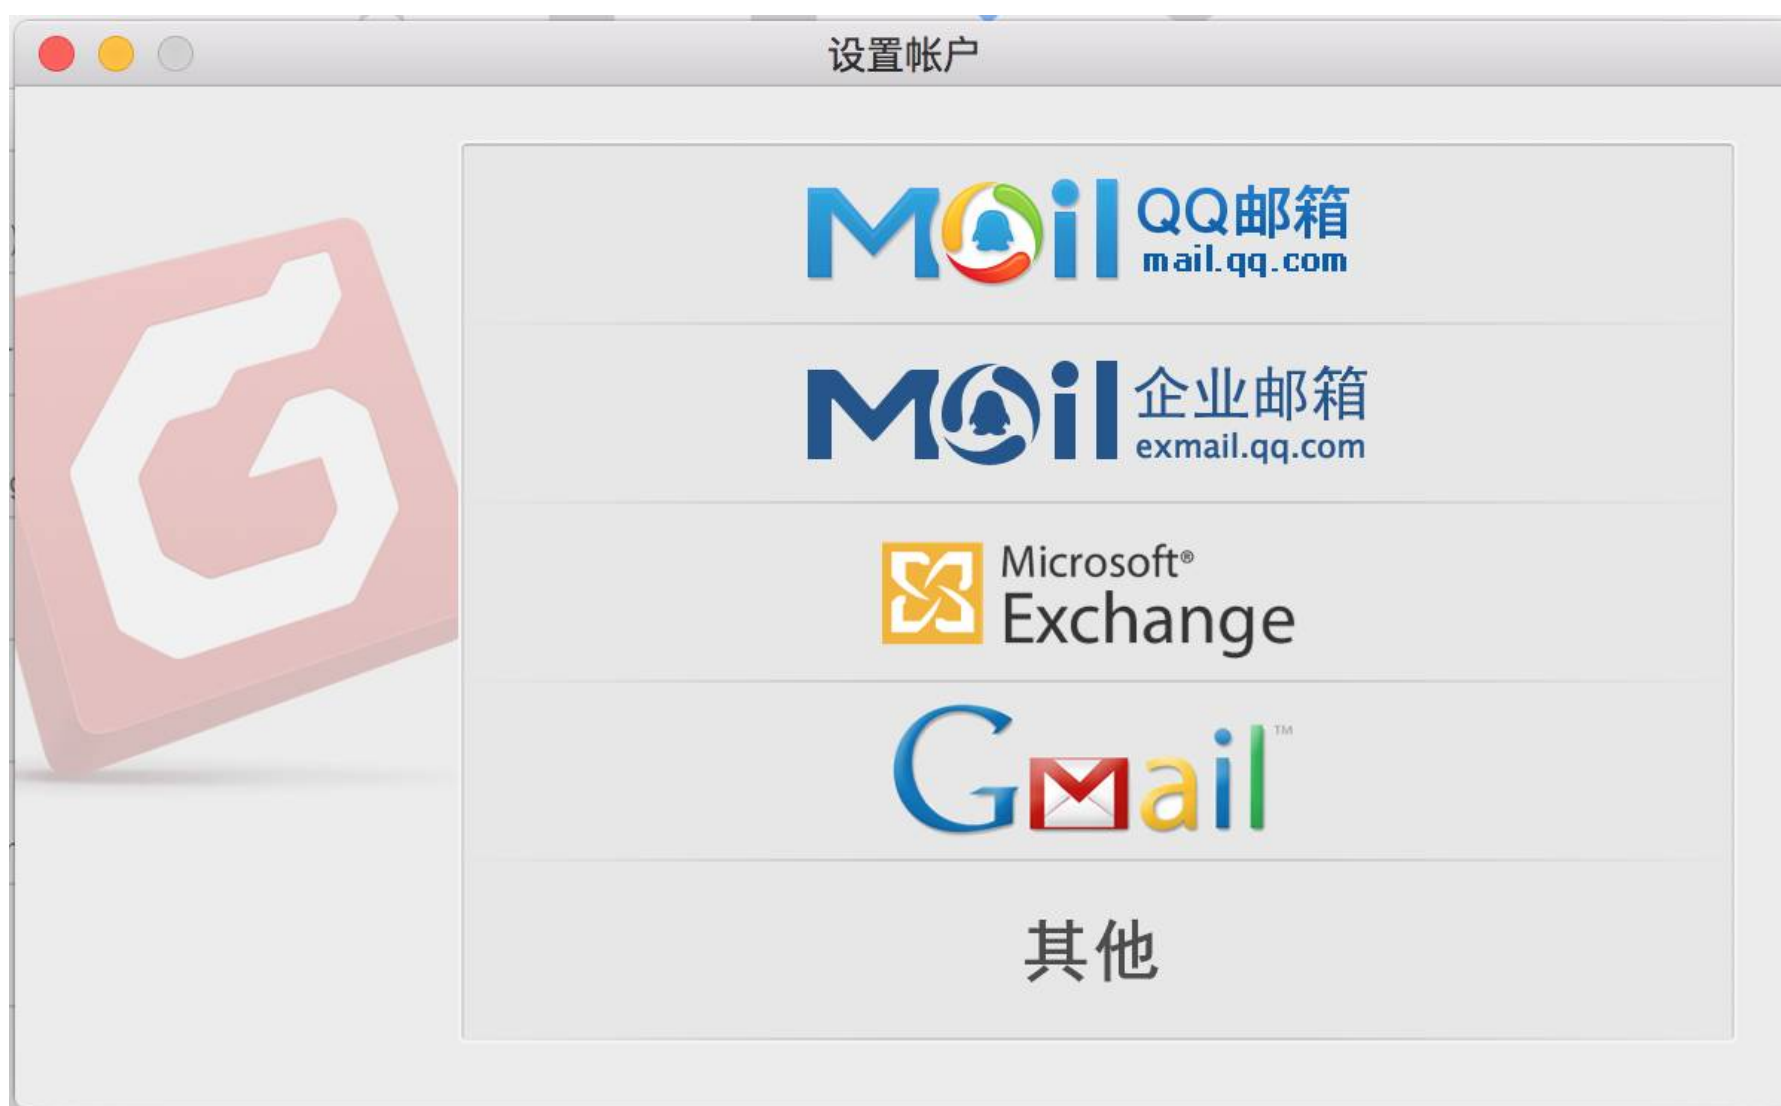 设置帐户
Mail QQ邮箱
mail.qq.com
Mail 企业邮箱
exmail.qq.com
Microsoft®
Exchange
Gmail™
其他